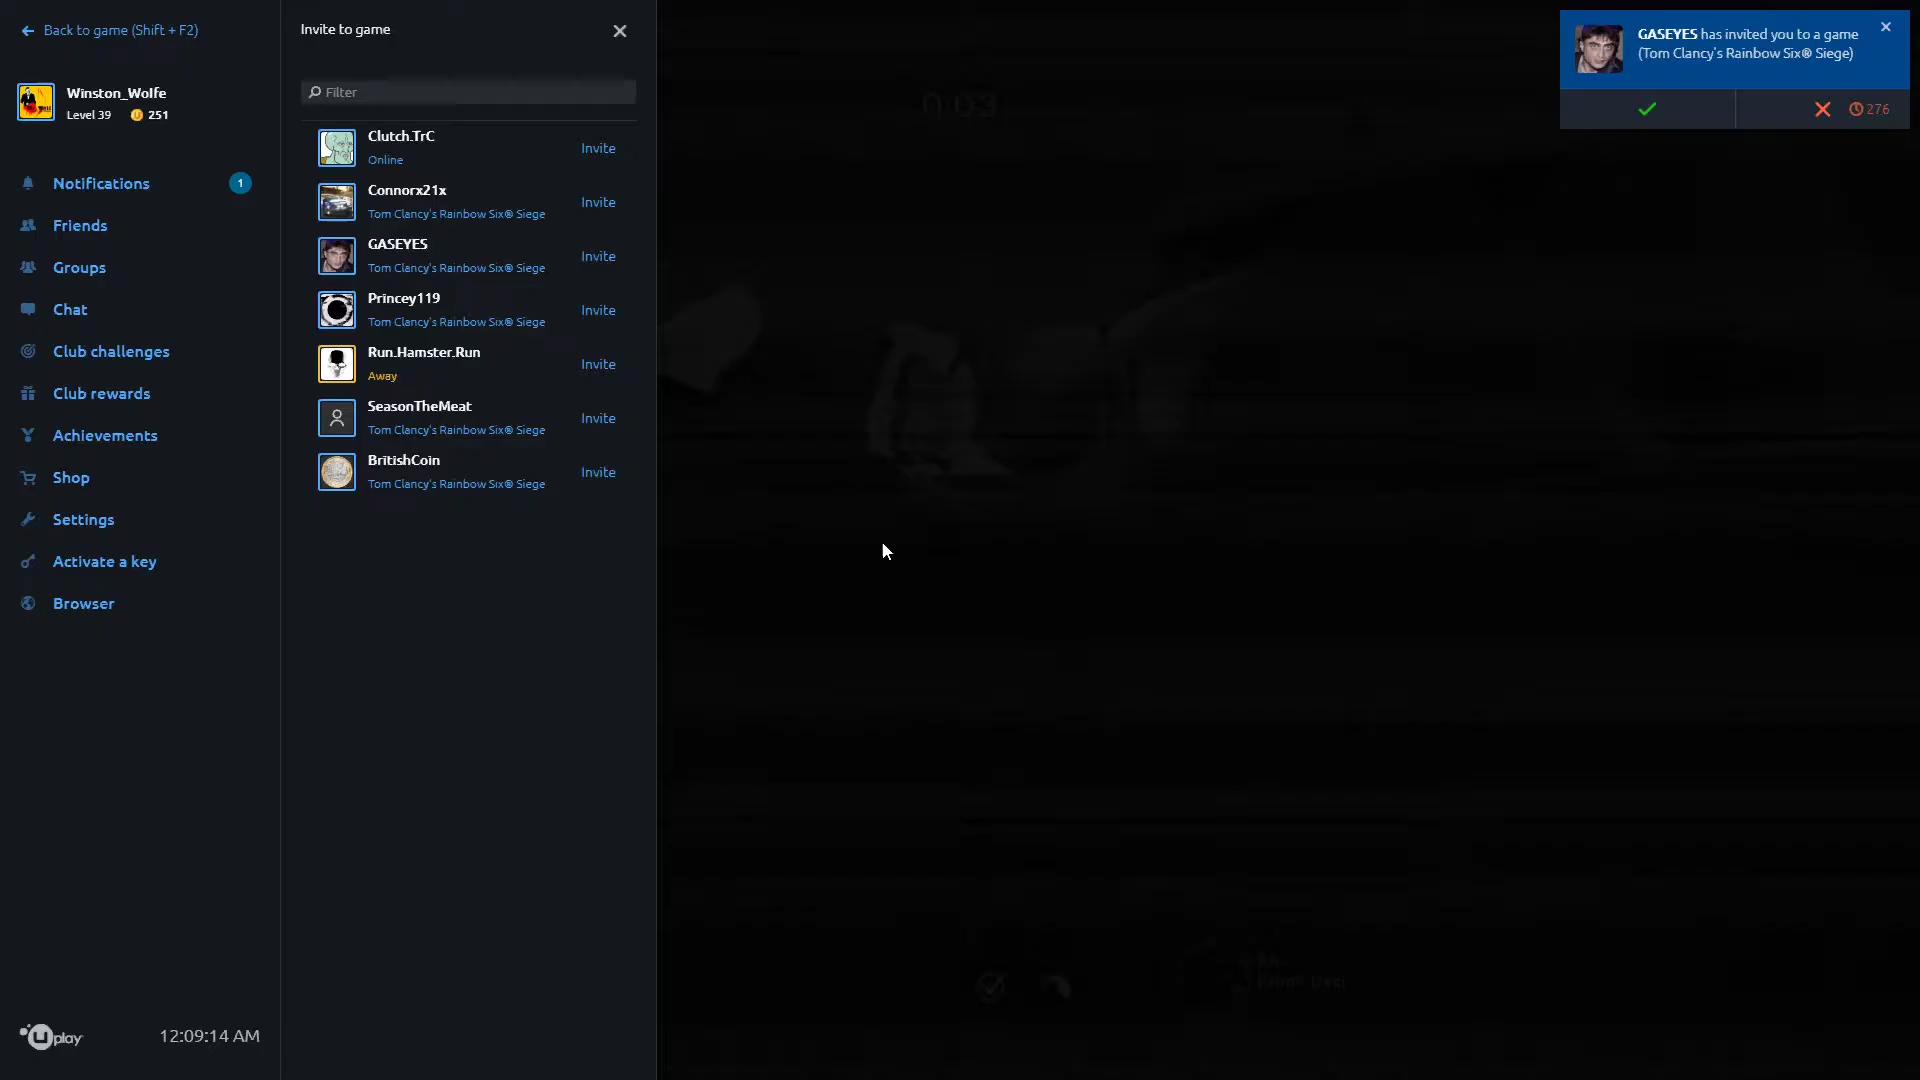 Back to game (Shift + F2)
Winston_Wolfe
Level 39 251
Notifications 1
Friends
Groups
Chat
Club challenges
Club rewards
Achievements
Shop
Settings
Activate a key
Browser
uplay
12:09:14 AM
Invite to game
Filter
Clutch.TrC
Online
Invite
Connorx21x
Tom Clancy's Rainbow Six® Siege
Invite
GASEYES
Tom Clancy's Rainbow Six® Siege
Invite
Princey119
Tom Clancy's Rainbow Six® Siege
Invite
Run.Hamster.Run
Away
Invite
SeasonTheMeat
Tom Clancy's Rainbow Six® Siege
Invite
BritishCoin
Tom Clancy's Rainbow Six® Siege
Invite
0:03
GASEYES has invited you to a game
(Tom Clancy's Rainbow Six® Siege)
276